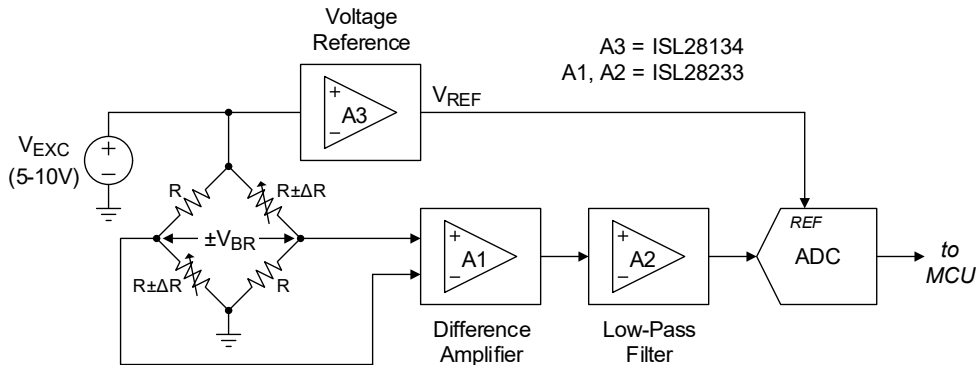 Voltage
Reference
A3 = ISL28134
A1, A2 = ISL28233
+
A3
−
VREF
VEXC
(5-10V)
+
−
R
R±ΔR
±VBR
R±ΔR
R
+
A1
−
+
A2
−
REF
ADC
to
MCU
Difference
Amplifier
Low-Pass
Filter